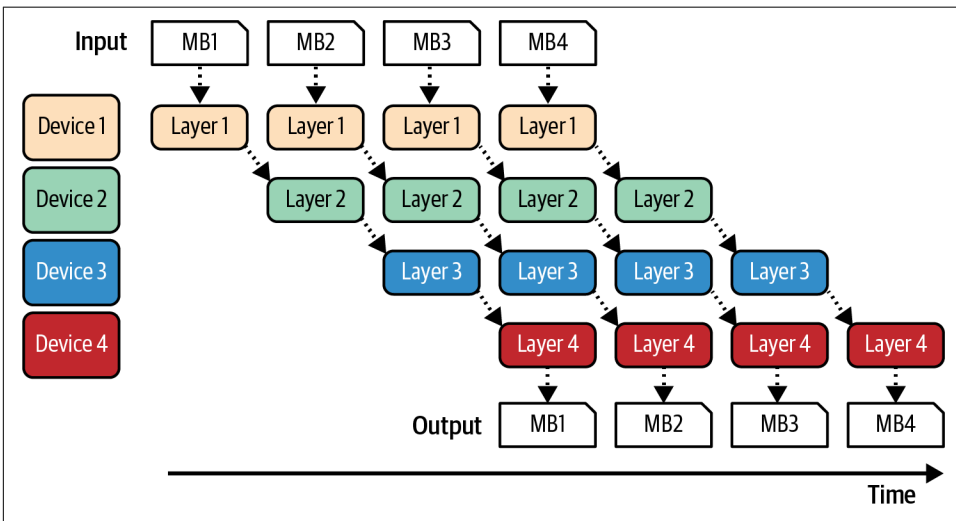 Input MB1 MB2 MB3 MB4
Device 1 Layer 1 Layer 1 Layer 1 Layer 1
Device 2 Layer 2 Layer 2 Layer 2 Layer 2
Device 3 Layer 3 Layer 3 Layer 3 Layer 3
Device 4 Layer 4 Layer 4 Layer 4 Layer 4
Output MB1 MB2 MB3 MB4
Time